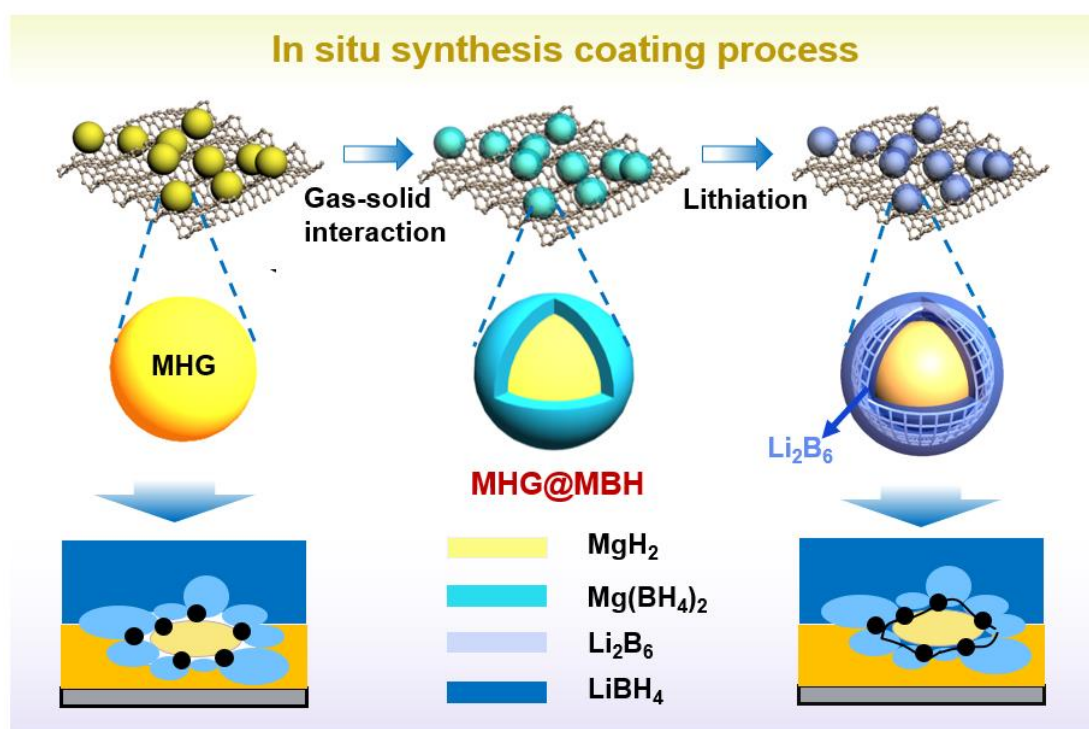 In situ synthesis coating process
Gas-solid
interaction
Lithiation
MHG
Li₂B₆
MHG@MBH
MgH₂
Mg(BH₄)₂
Li₂B₆
LiBH₄